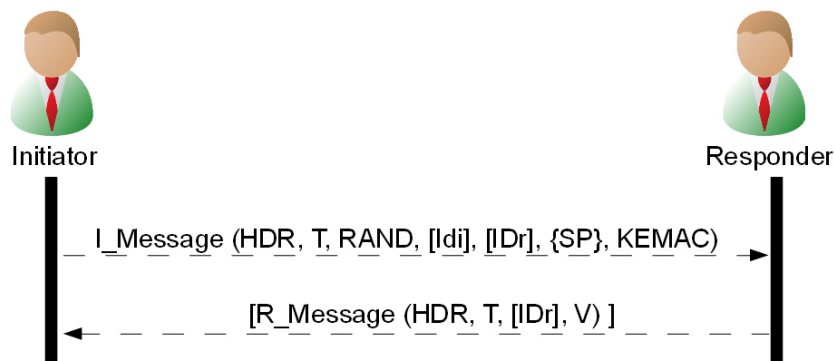 Initiator
Responder
I_Message (HDR, T, RAND, [Idi], [IDr], {SP}, KEMAC)
[R_Message (HDR, T, [IDr], V) ]